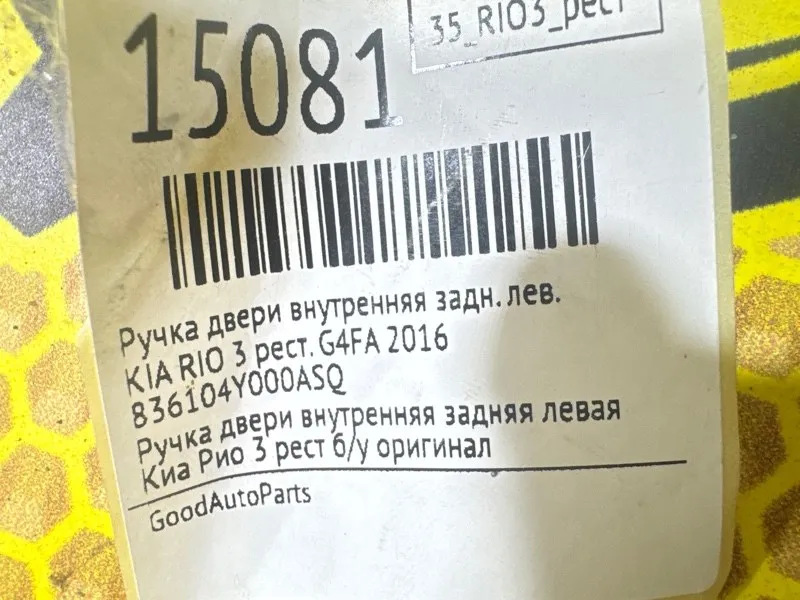 35_RIO3_рест
15081
Ручка двери внутренняя задн. лев.
KIA RIO 3 рест. G4FA 2016
836104Y000ASQ
Ручка двери внутренняя задняя левая
Киа Рио 3 рест б/у оригинал
GoodAutoParts